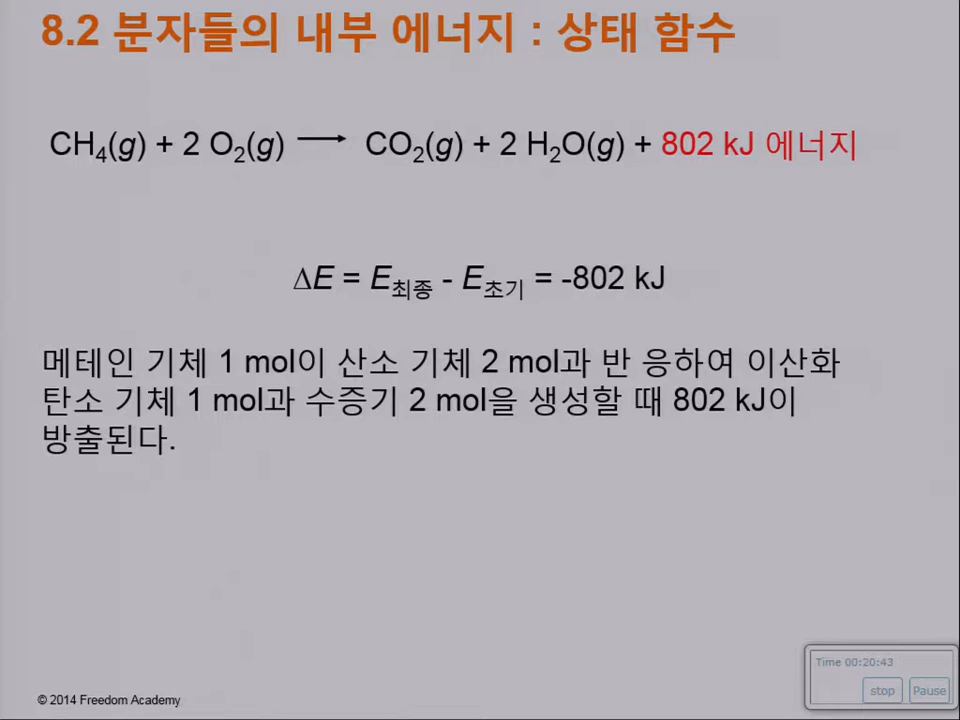 8.2 분자들의 내부 에너지 : 상태 함수
CH₄(g) + 2 O₂(g) ⟶ CO₂(g) + 2 H₂O(g) + 802 kJ 에너지
ΔE = E최종 - E초기 = -802 kJ
메테인 기체 1 mol이 산소 기체 2 mol과 반 응하여 이산화
탄소 기체 1 mol과 수증기 2 mol을 생성할 때 802 kJ이
방출된다.
Time 00:20:43
stop Pause
© 2014 Freedom Academy